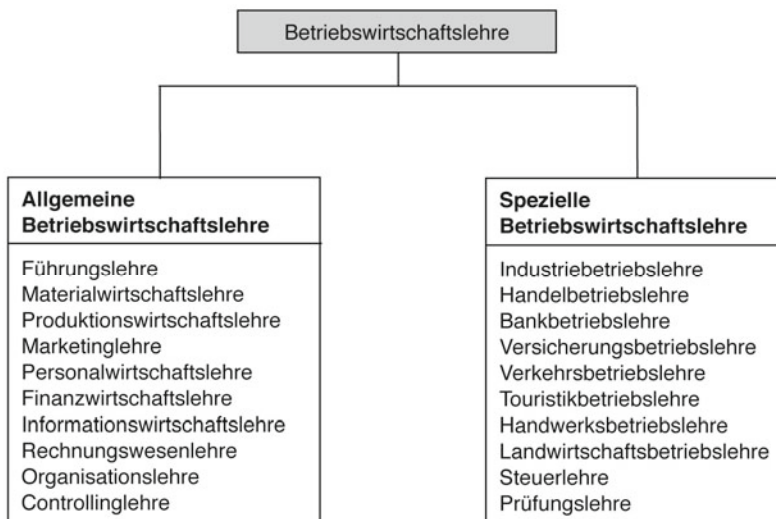 Betriebswirtschaftslehre
Allgemeine
Betriebswirtschaftslehre
Führungslehre
Materialwirtschaftslehre
Produktionswirtschaftslehre
Marketinglehre
Personalwirtschaftslehre
Finanzwirtschaftslehre
Informationswirtschaftslehre
Rechnungswesenlehre
Organisationslehre
Controllinglehre
Spezielle
Betriebswirtschaftslehre
Industriebetriebslehre
Handelbetriebslehre
Bankbetriebslehre
Versicherungsbetriebslehre
Verkehrsbetriebslehre
Touristikbetriebslehre
Handwerksbetriebslehre
Landwirtschaftsbetriebslehre
Steuerlehre
Prüfungslehre